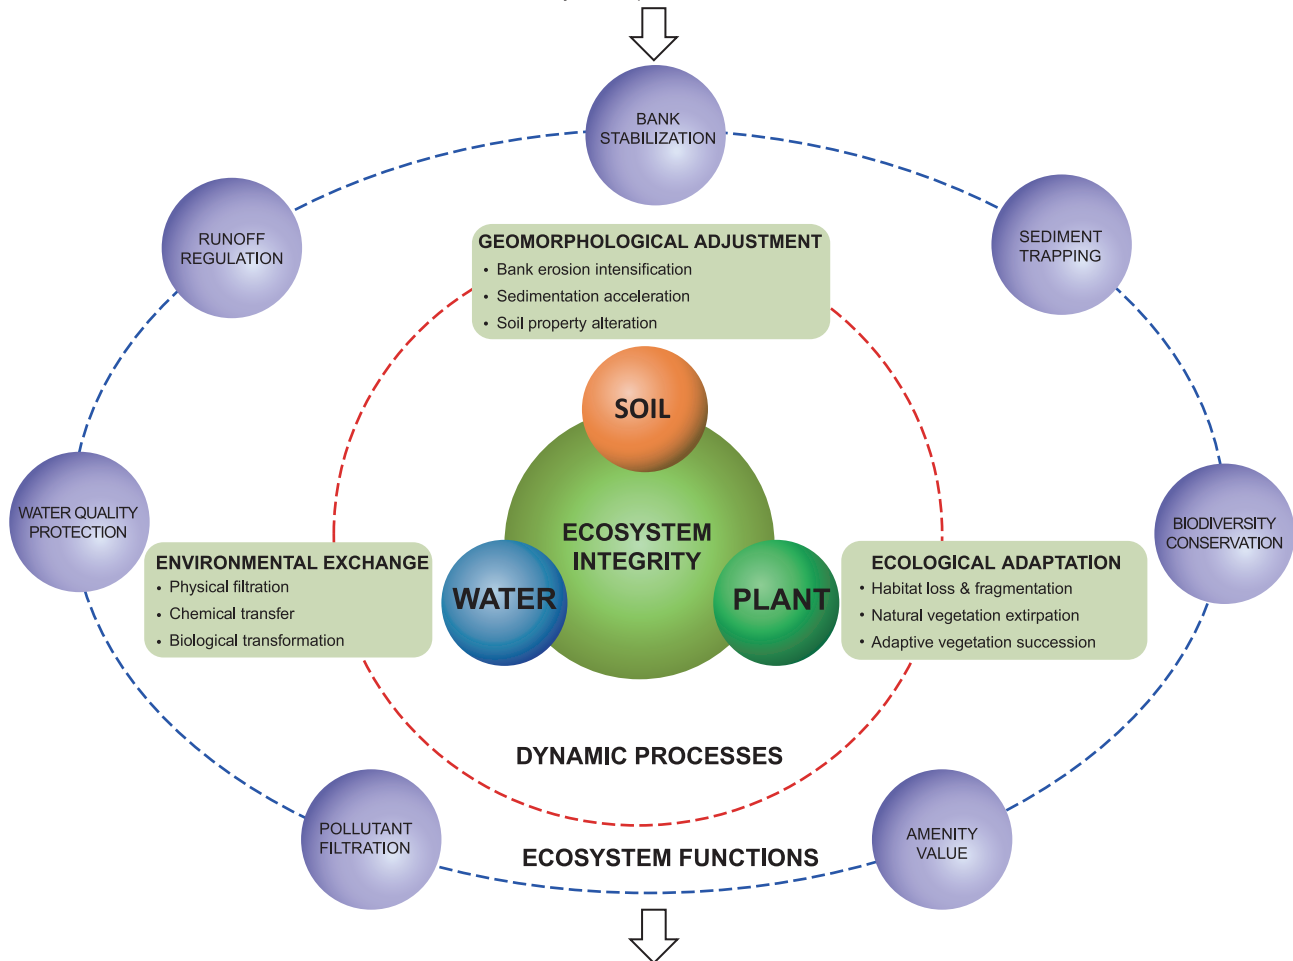 BANK
STABILIZATION
RUNOFF
REGULATION
SEDIMENT
TRAPPING
GEOMORPHOLOGICAL ADJUSTMENT
• Bank erosion intensification
• Sedimentation acceleration
• Soil property alteration
SOIL
WATER QUALITY
PROTECTION
ECOSYSTEM
INTEGRITY
BIODIVERSITY
CONSERVATION
ENVIRONMENTAL EXCHANGE
• Physical filtration
• Chemical transfer
• Biological transformation
WATER
PLANT
ECOLOGICAL ADAPTATION
• Habitat loss & fragmentation
• Natural vegetation extirpation
• Adaptive vegetation succession
DYNAMIC PROCESSES
POLLUTANT
FILTRATION
ECOSYSTEM FUNCTIONS
AMENITY
VALUE